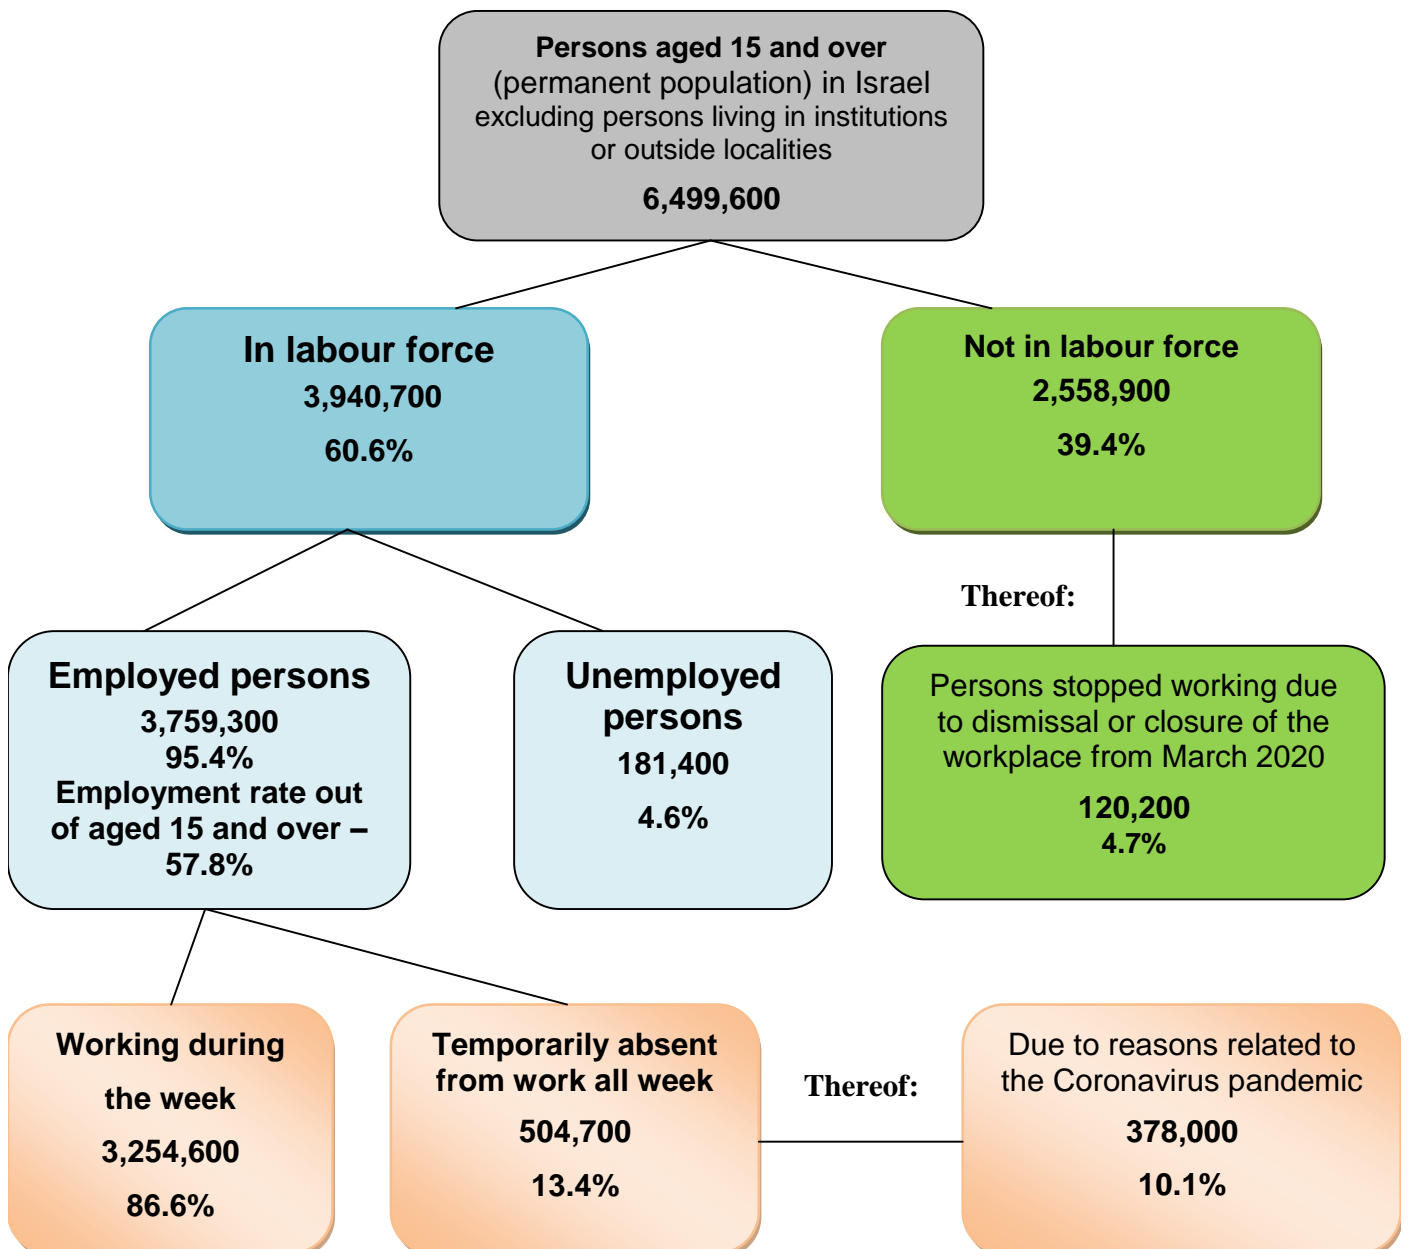 Persons aged 15 and over
(permanent population) in Israel
excluding persons living in institutions
or outside localities
6,499,600
In labour force
3,940,700
60.6%
Not in labour force
2,558,900
39.4%
Thereof:
Employed persons
3,759,300
95.4%
Employment rate out
of aged 15 and over –
57.8%
Unemployed
persons
181,400
4.6%
Persons stopped working due
to dismissal or closure of the
workplace from March 2020
120,200
4.7%
Working during
the week
3,254,600
86.6%
Temporarily absent
from work all week
504,700
13.4%
Thereof:
Due to reasons related to
the Coronavirus pandemic
378,000
10.1%